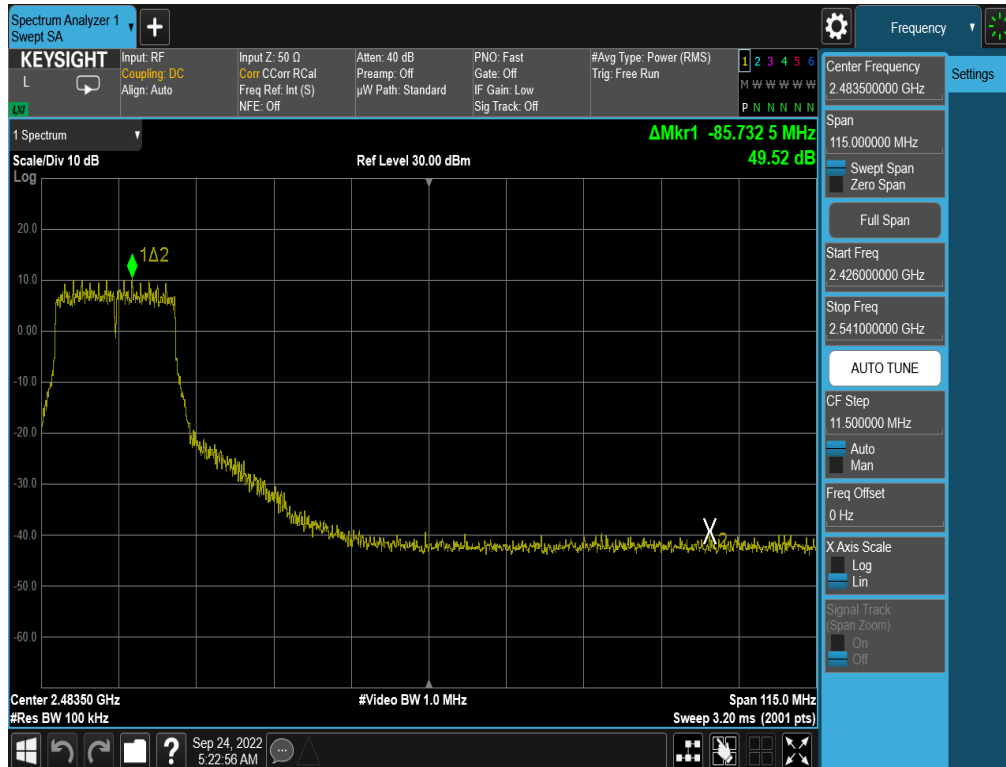 Spectrum Analyzer 1
Swept SA
Frequency
KEYSIGHT
L
LXI
Input: RF
Coupling: DC
Align: Auto
Input Z: 50 Ω
Corr CCorr RCal
Freq Ref: Int (S)
NFE: Off
Atten: 40 dB
Preamp: Off
µW Path: Standard
PNO: Fast
Gate: Off
IF Gain: Low
Sig Track: Off
#Avg Type: Power (RMS)
Trig: Free Run
1 2 3 4 5 6
M W W W W W
P N N N N N
Center Frequency
2.483500000 GHz
Settings
Span
115.000000 MHz
Swept Span
Zero Span
Full Span
Start Freq
2.426000000 GHz
Stop Freq
2.541000000 GHz
AUTO TUNE
CF Step
11.500000 MHz
Auto
Man
Freq Offset
0 Hz
X Axis Scale
Log
Lin
Signal Track
(Span Zoom)
On
Off
1 Spectrum
ΔMkr1 -85.732 5 MHz
49.52 dB
Scale/Div 10 dB
Ref Level 30.00 dBm
Log
20.0
1Δ2
10.0
0.00
-10.0
-20.0
-30.0
-40.0
X2
-50.0
-60.0
Center 2.48350 GHz
#Video BW 1.0 MHz
Span 115.0 MHz
#Res BW 100 kHz
Sweep 3.20 ms (2001 pts)
?
Sep 24, 2022
5:22:56 AM